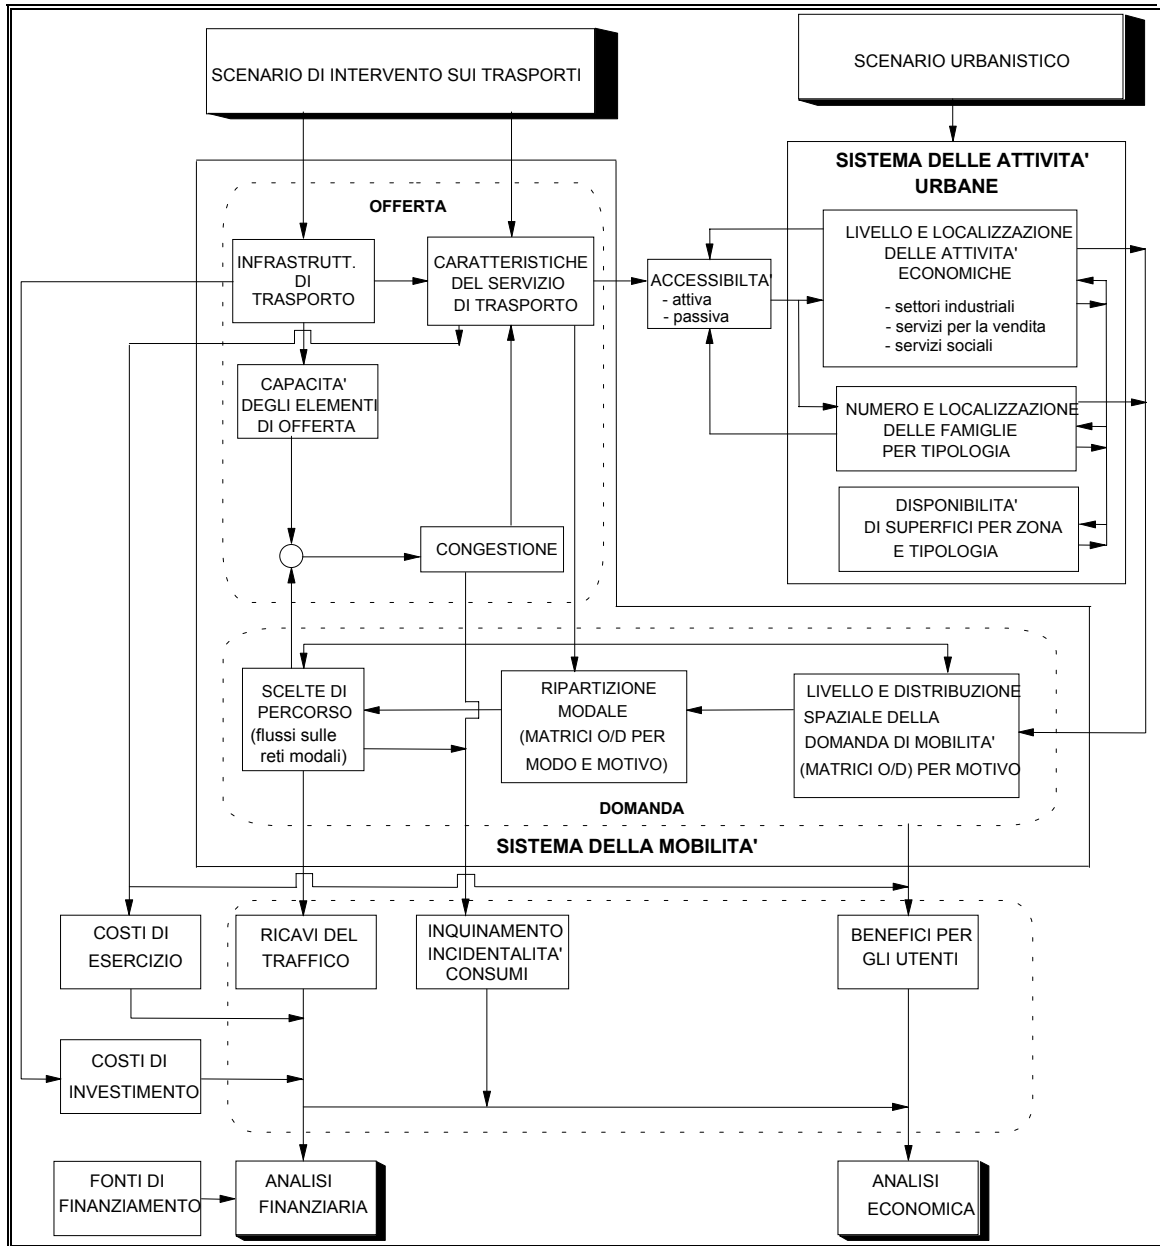 SCENARIO DI INTERVENTO SUI TRASPORTI
SCENARIO URBANISTICO
SISTEMA DELLE ATTIVITA'
URBANE
OFFERTA
INFRASTRUTT.
DI
TRASPORTO
CARATTERISTICHE
DEL SERVIZIO
DI TRASPORTO
ACCESSIBILTA'
- attiva
- passiva
LIVELLO E LOCALIZZAZIONE
DELLE ATTIVITA'
ECONOMICHE
- settori industriali
- servizi per la vendita
- servizi sociali
CAPACITA'
DEGLI ELEMENTI
DI OFFERTA
NUMERO E LOCALIZZAZIONE
DELLE FAMIGLIE
PER TIPOLOGIA
DISPONIBILITA'
DI SUPERFICI PER ZONA
E TIPOLOGIA
CONGESTIONE
SCELTE DI
PERCORSO
(flussi sulle
reti modali)
RIPARTIZIONE
MODALE
(MATRICI O/D PER
MODO E MOTIVO)
LIVELLO E DISTRIBUZIONE
SPAZIALE DELLA
DOMANDA DI MOBILITA'
(MATRICI O/D) PER MOTIVO
DOMANDA
SISTEMA DELLA MOBILITA'
COSTI DI
ESERCIZIO
RICAVI DEL
TRAFFICO
INQUINAMENTO
INCIDENTALITA'
CONSUMI
BENEFICI PER
GLI UTENTI
COSTI DI
INVESTIMENTO
FONTI DI
FINANZIAMENTO
ANALISI
FINANZIARIA
ANALISI
ECONOMICA